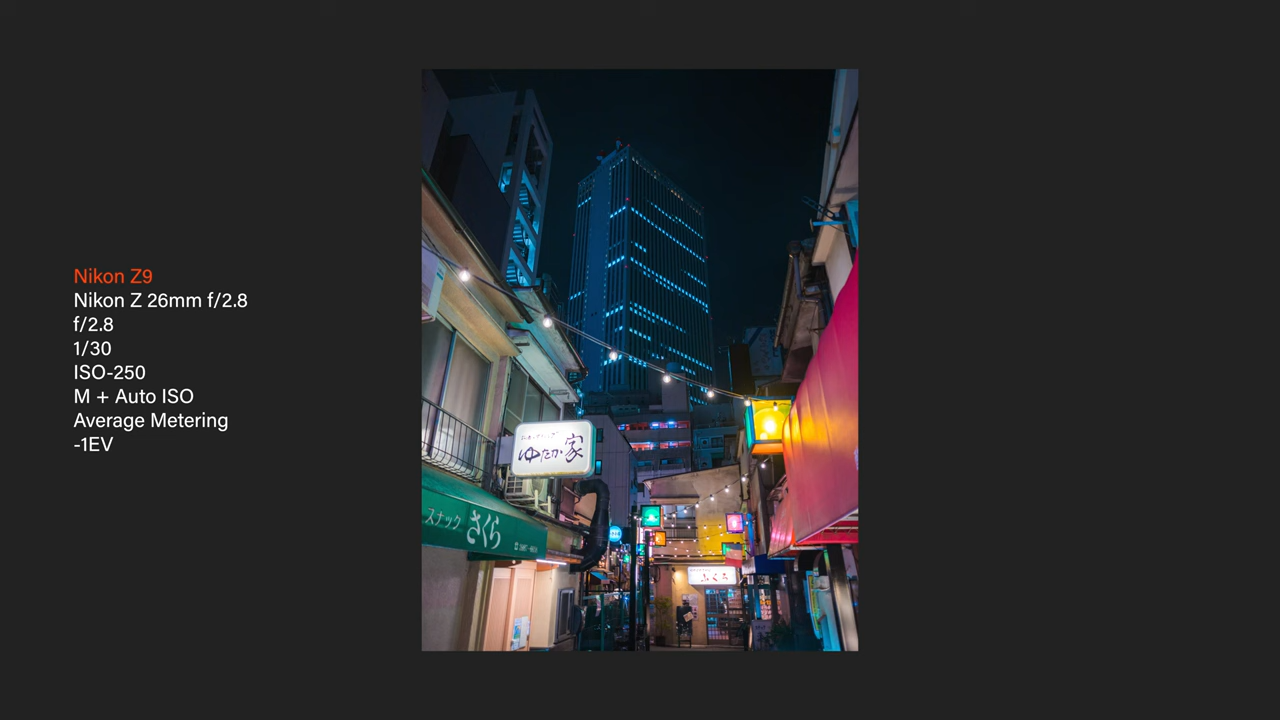 Nikon Z9
Nikon Z 26mm f/2.8
f/2.8
1/30
ISO-250
M + Auto ISO
Average Metering
-1EV
ゆたか家
スナック さくら
ふくろ